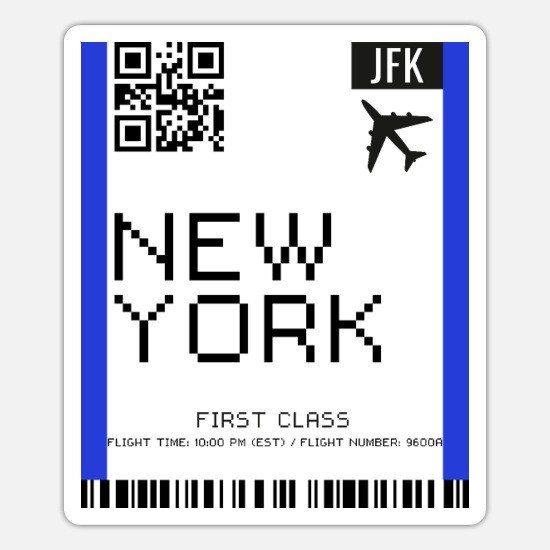 JFK
NEW
YORK
FIRST CLASS
FLIGHT TIME: 10:00 PM (EST) / FLIGHT NUMBER: 9600A